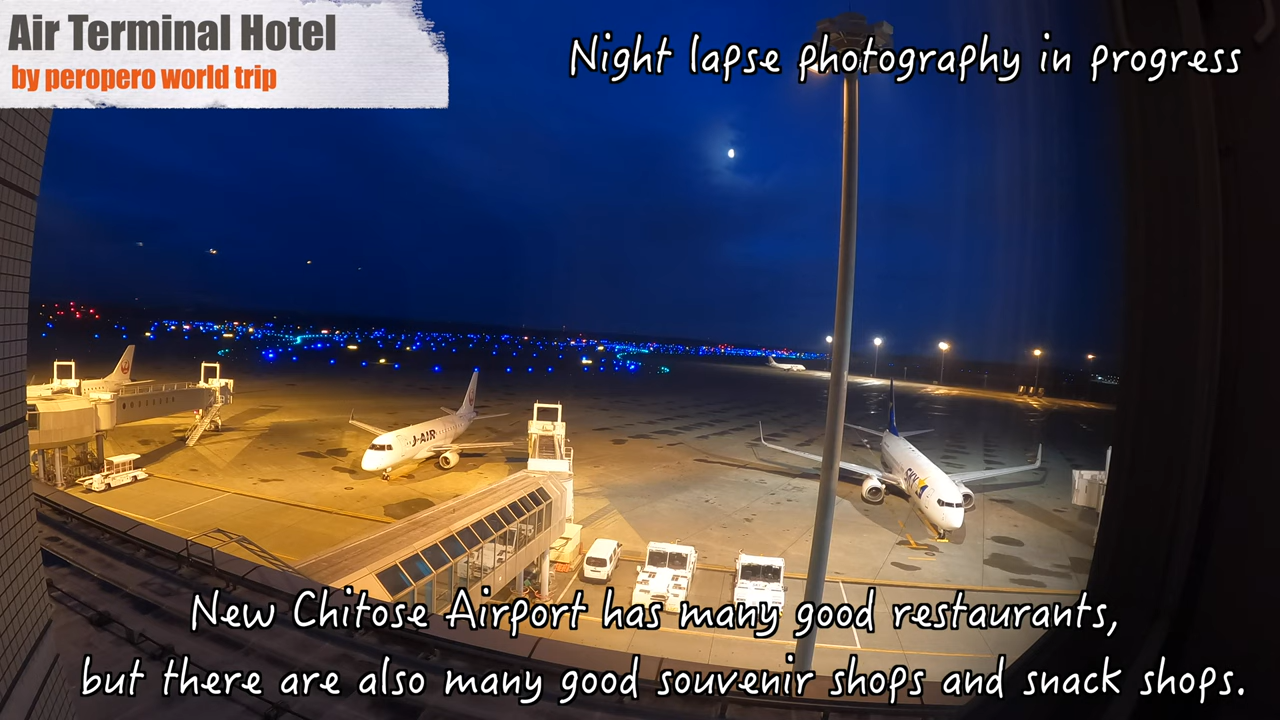 Air Terminal Hotel
by peropero world trip
Night lapse photography in progress
J-AIR
SKY
New Chitose Airport has many good restaurants,
but there are also many good souvenir shops and snack shops.